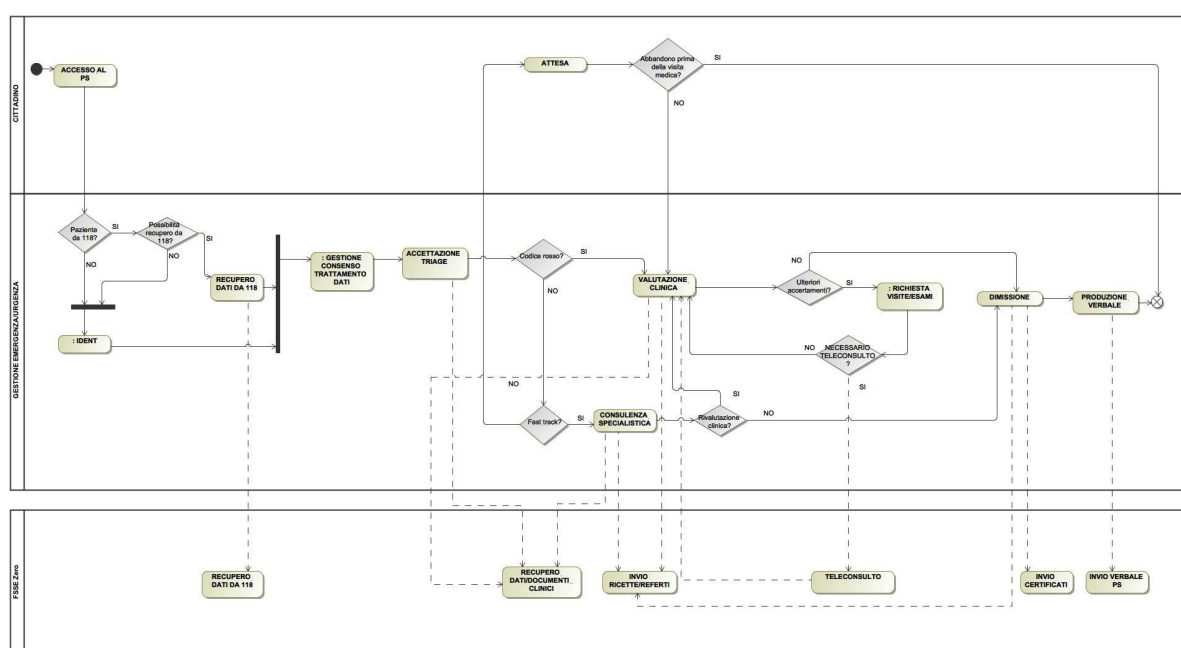 CITTADINO
ACCESSO AL
PS
ATTESA
Abbandono prima
della visita
medica?
SI
NO
GESTIONE EMERGENZA/URGENZA
Paziente
da 118?
SI
NO
Possibilità
recupero da
118?
SI
NO
RECUPERO
DATI DA 118
: IDENT
: GESTIONE
CONSENSO
TRATTAMENTO
DATI
ACCETTAZIONE
TRIAGE
Codice rosso?
SI
NO
VALUTAZIONE
CLINICA
Ulteriori
accertamenti?
NO
SI
: RICHIESTA
VISITE/ESAMI
DIMISSIONE
PRODUZIONE
VERBALE
NECESSARIO
TELECONSULTO
?
NO
SI
NO
Fast track?
SI
CONSULENZA
SPECIALISTICA
Rivalutazione
clinica?
SI
NO
FSSE Zero
RECUPERO
DATI DA 118
RECUPERO
DATI/DOCUMENTI
CLINICI
INVIO
RICETTE/REFERTI
TELECONSULTO
INVIO
CERTIFICATI
INVIO VERBALE
PS